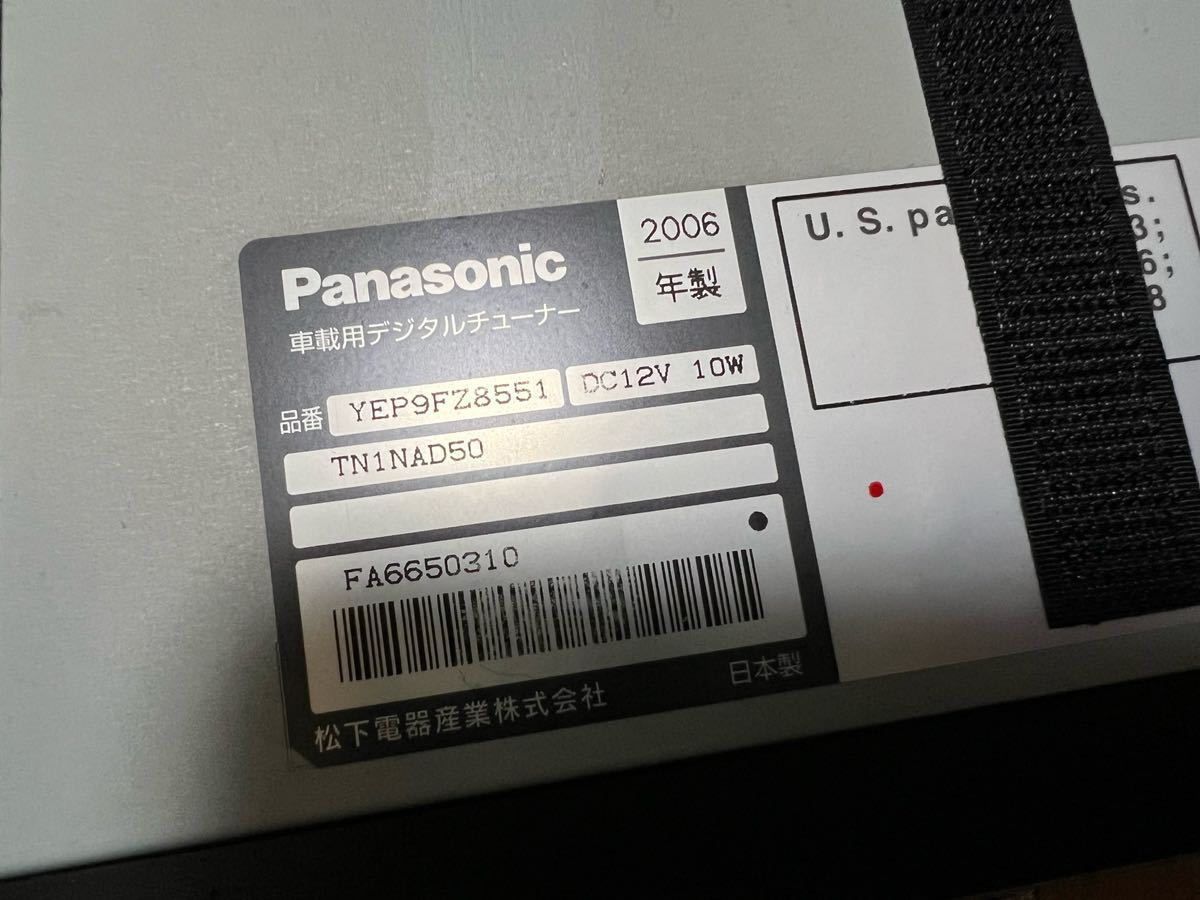 Panasonic
車載用デジタルチューナー
2006
年製
品番 YEP9FZ8551 DC12V 10W
TN1NAD50
FA6650310
松下電器産業株式会社 日本製
U. S.